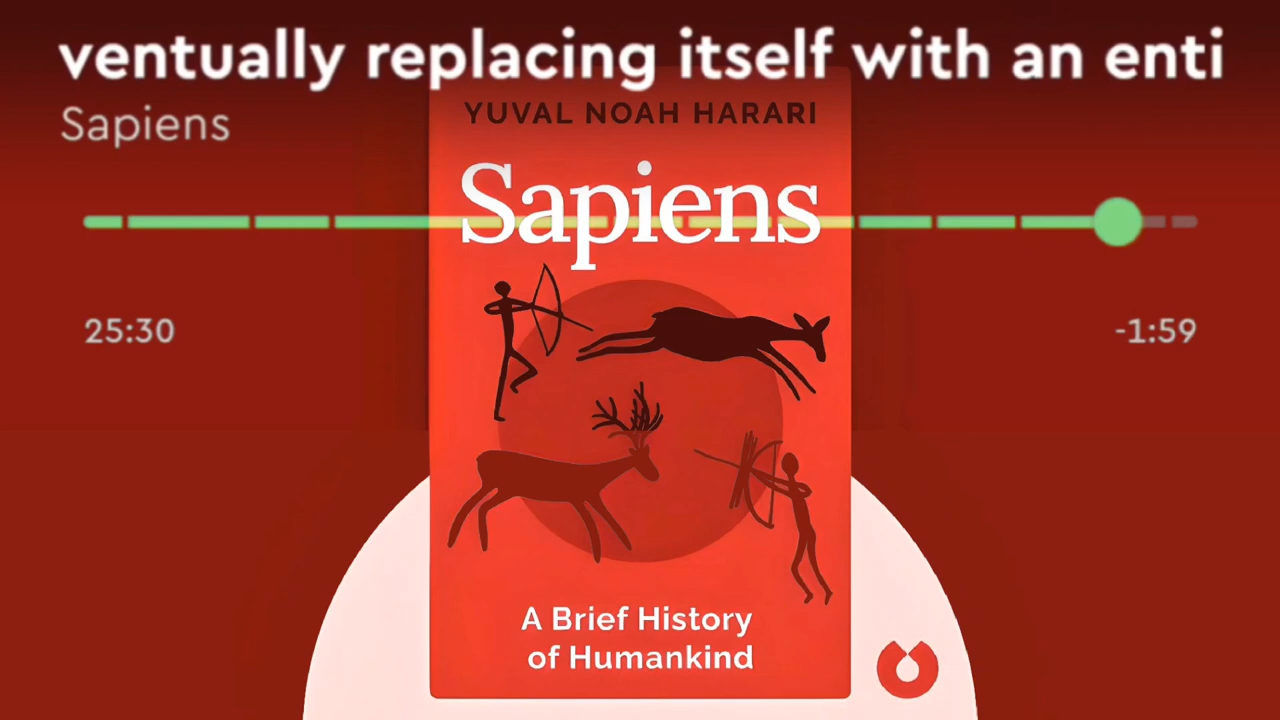 ventually replacing itself with an enti
Sapiens
YUVAL NOAH HARARI
Sapiens
25:30
-1:59
A Brief History
of Humankind